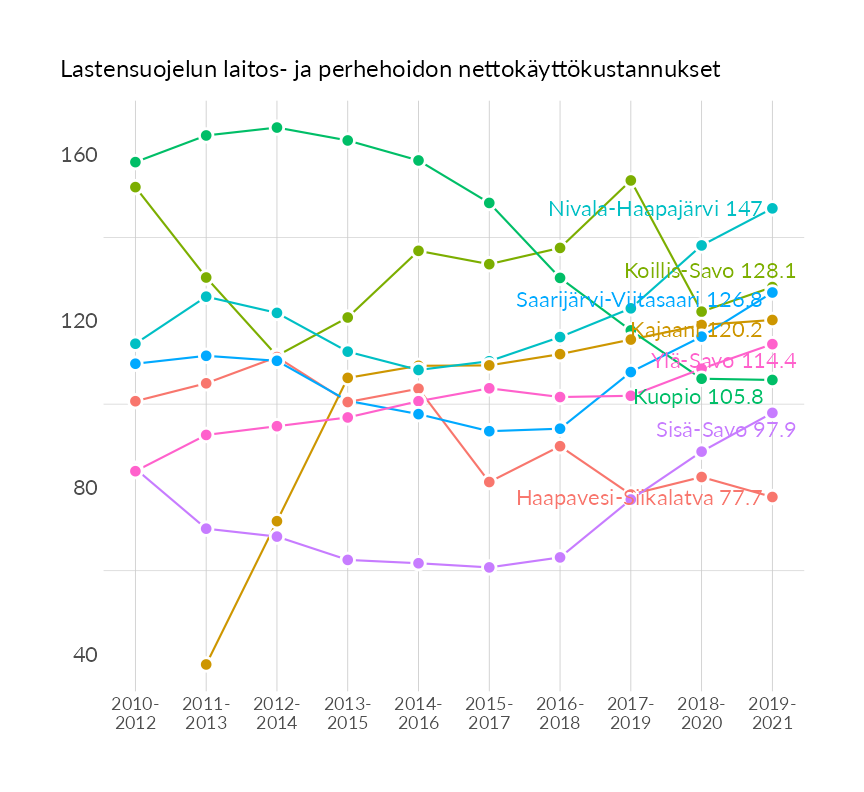 Lastensuojelun laitos- ja perhehoidon nettokäyttökustannukset
160
120
80
40
Nivala-Haapajärvi 147
Koillis-Savo 128.1
Saarijärvi-Viitasaari 126.8
Kajaani 120.2
Ylä-Savo 114.4
Kuopio 105.8
Sisä-Savo 97.9
Haapavesi-Siikalatva 77.7
2010-
2012
2011-
2013
2012-
2014
2013-
2015
2014-
2016
2015-
2017
2016-
2018
2017-
2019
2018-
2020
2019-
2021